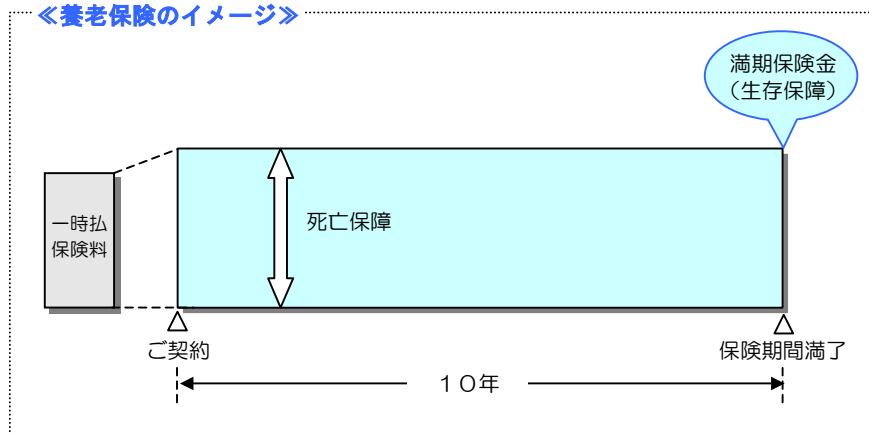 ≪養老保険のイメージ≫
満期保険金
（生存保障）
一時払
保険料
死亡保障
ご契約
保険期間満了
１０年